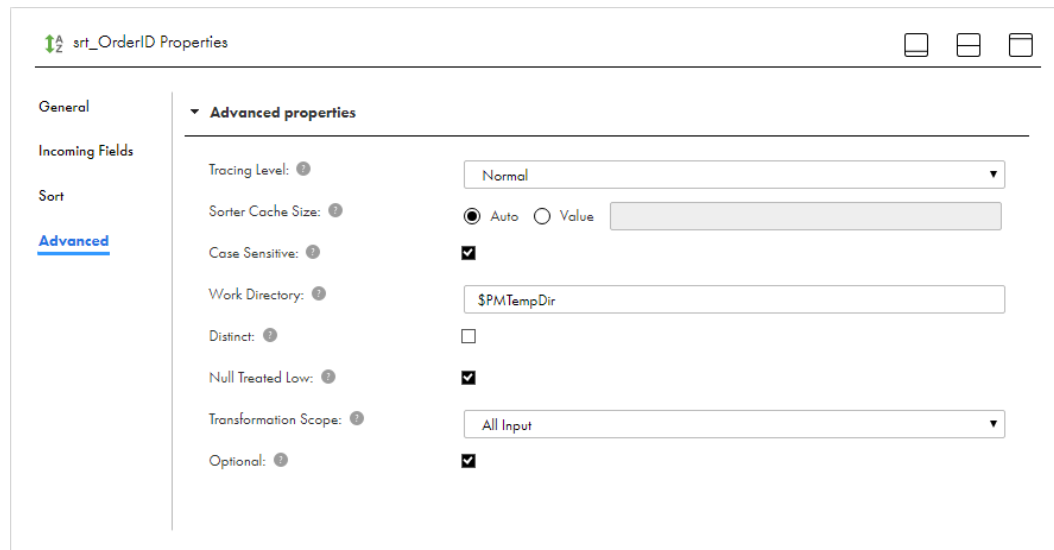 srt_OrderID Properties
General
Incoming Fields
Sort
Advanced
Advanced properties
Tracing Level: ?
Normal
Sorter Cache Size: ?
Auto Value
Case Sensitive: ?
Work Directory: ?
$PMTempDir
Distinct: ?
Null Treated Low: ?
Transformation Scope: ?
All Input
Optional: ?